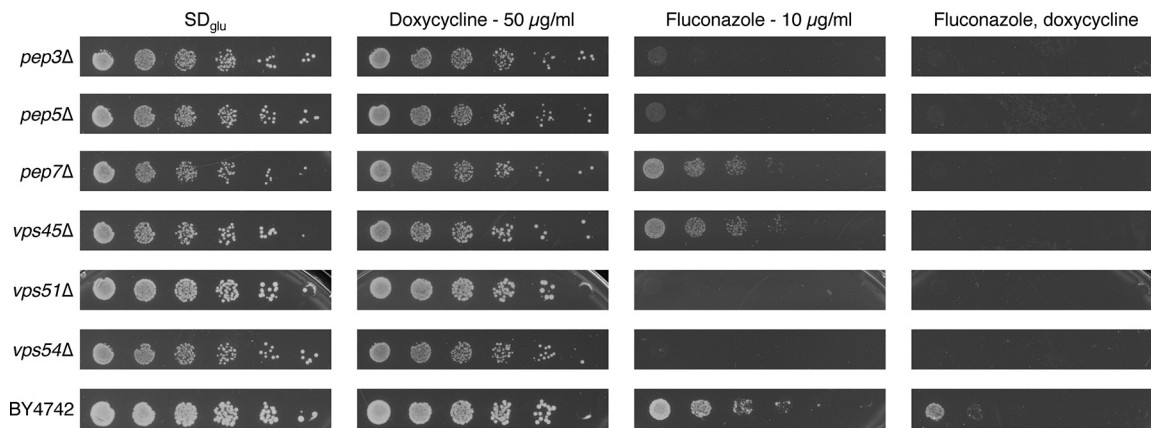 SDglu Doxycycline - 50 µg/ml Fluconazole - 10 µg/ml Fluconazole, doxycycline
pep3Δ
pep5Δ
pep7Δ
vps45Δ
vps51Δ
vps54Δ
BY4742